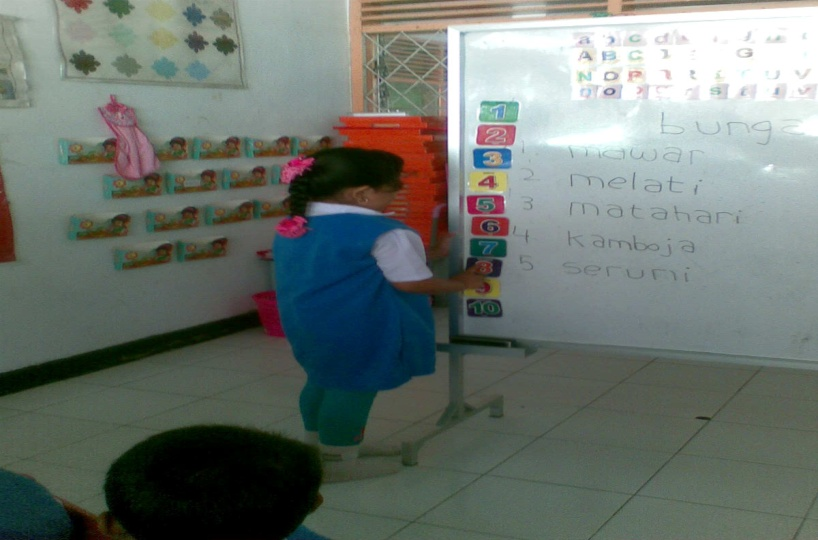 A B C G
N O P U V
bunga
1. mawar
2. melati
3 matahari
4 kamboja
5 seruni
1
2
3
4
5
6
7
8
9
10